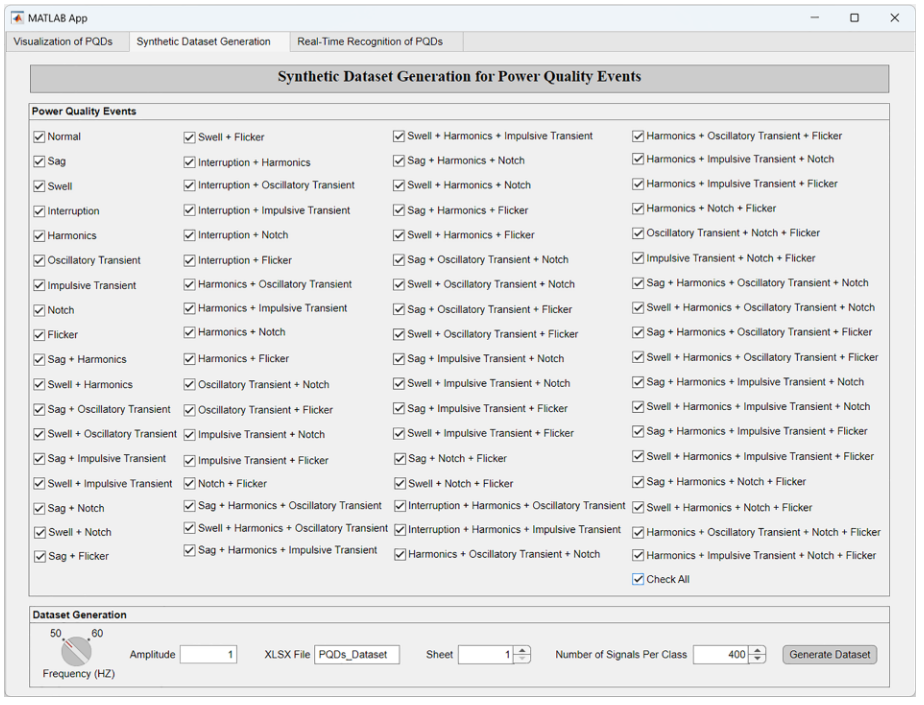 MATLAB App
Visualization of PQDs
Synthetic Dataset Generation
Real-Time Recognition of PQDs
Synthetic Dataset Generation for Power Quality Events
Power Quality Events
Normal
Sag
Swell
Interruption
Harmonics
Oscillatory Transient
Impulsive Transient
Notch
Flicker
Sag + Harmonics
Swell + Harmonics
Sag + Oscillatory Transient
Swell + Oscillatory Transient
Sag + Impulsive Transient
Swell + Impulsive Transient
Sag + Notch
Swell + Notch
Sag + Flicker
Swell + Flicker
Interruption + Harmonics
Interruption + Oscillatory Transient
Interruption + Impulsive Transient
Interruption + Notch
Interruption + Flicker
Harmonics + Oscillatory Transient
Harmonics + Impulsive Transient
Harmonics + Notch
Harmonics + Flicker
Oscillatory Transient + Notch
Oscillatory Transient + Flicker
Impulsive Transient + Notch
Impulsive Transient + Flicker
Notch + Flicker
Sag + Harmonics + Oscillatory Transient
Swell + Harmonics + Oscillatory Transient
Sag + Harmonics + Impulsive Transient
Swell + Harmonics + Impulsive Transient
Sag + Harmonics + Notch
Swell + Harmonics + Notch
Sag + Harmonics + Flicker
Swell + Harmonics + Flicker
Sag + Oscillatory Transient + Notch
Swell + Oscillatory Transient + Notch
Sag + Oscillatory Transient + Flicker
Swell + Oscillatory Transient + Flicker
Sag + Impulsive Transient + Notch
Swell + Impulsive Transient + Notch
Sag + Impulsive Transient + Flicker
Swell + Impulsive Transient + Flicker
Sag + Notch + Flicker
Swell + Notch + Flicker
Interruption + Harmonics + Oscillatory Transient
Interruption + Harmonics + Impulsive Transient
Harmonics + Oscillatory Transient + Notch
Harmonics + Oscillatory Transient + Flicker
Harmonics + Impulsive Transient + Notch
Harmonics + Impulsive Transient + Flicker
Harmonics + Notch + Flicker
Oscillatory Transient + Notch + Flicker
Impulsive Transient + Notch + Flicker
Sag + Harmonics + Oscillatory Transient + Notch
Swell + Harmonics + Oscillatory Transient + Notch
Sag + Harmonics + Oscillatory Transient + Flicker
Swell + Harmonics + Oscillatory Transient + Flicker
Sag + Harmonics + Impulsive Transient + Notch
Swell + Harmonics + Impulsive Transient + Notch
Sag + Harmonics + Impulsive Transient + Flicker
Swell + Harmonics + Impulsive Transient + Flicker
Sag + Harmonics + Notch + Flicker
Swell + Harmonics + Notch + Flicker
Harmonics + Oscillatory Transient + Notch + Flicker
Harmonics + Impulsive Transient + Notch + Flicker
Check All
Dataset Generation
50 60
Frequency (HZ)
Amplitude 1
XLSX File PQDs_Dataset
Sheet 1
Number of Signals Per Class 400
Generate Dataset